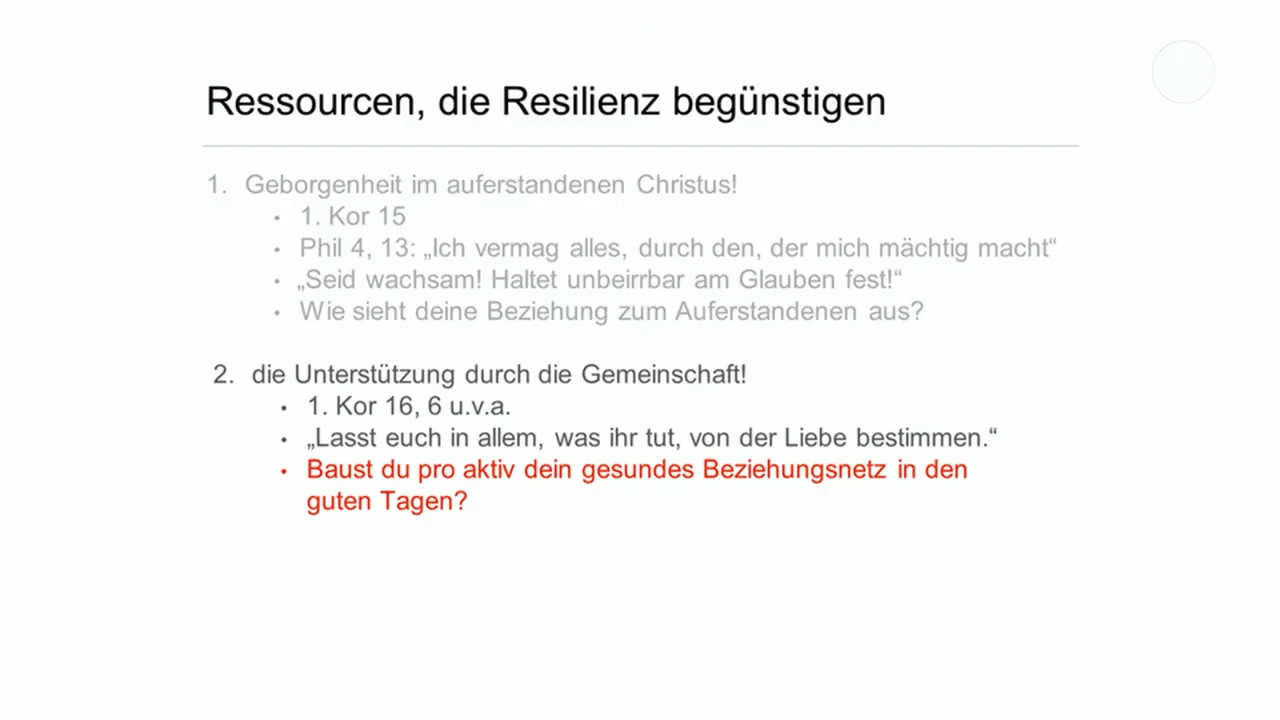 Ressourcen, die Resilienz begünstigen
1. Geborgenheit im auferstandenen Christus!
• 1. Kor 15
• Phil 4, 13: „Ich vermag alles, durch den, der mich mächtig macht“
• „Seid wachsam! Haltet unbeirrbar am Glauben fest!“
• Wie sieht deine Beziehung zum Auferstandenen aus?
2. die Unterstützung durch die Gemeinschaft!
• 1. Kor 16, 6 u.v.a.
• „Lasst euch in allem, was ihr tut, von der Liebe bestimmen.“
• Baust du pro aktiv dein gesundes Beziehungsnetz in den
guten Tagen?